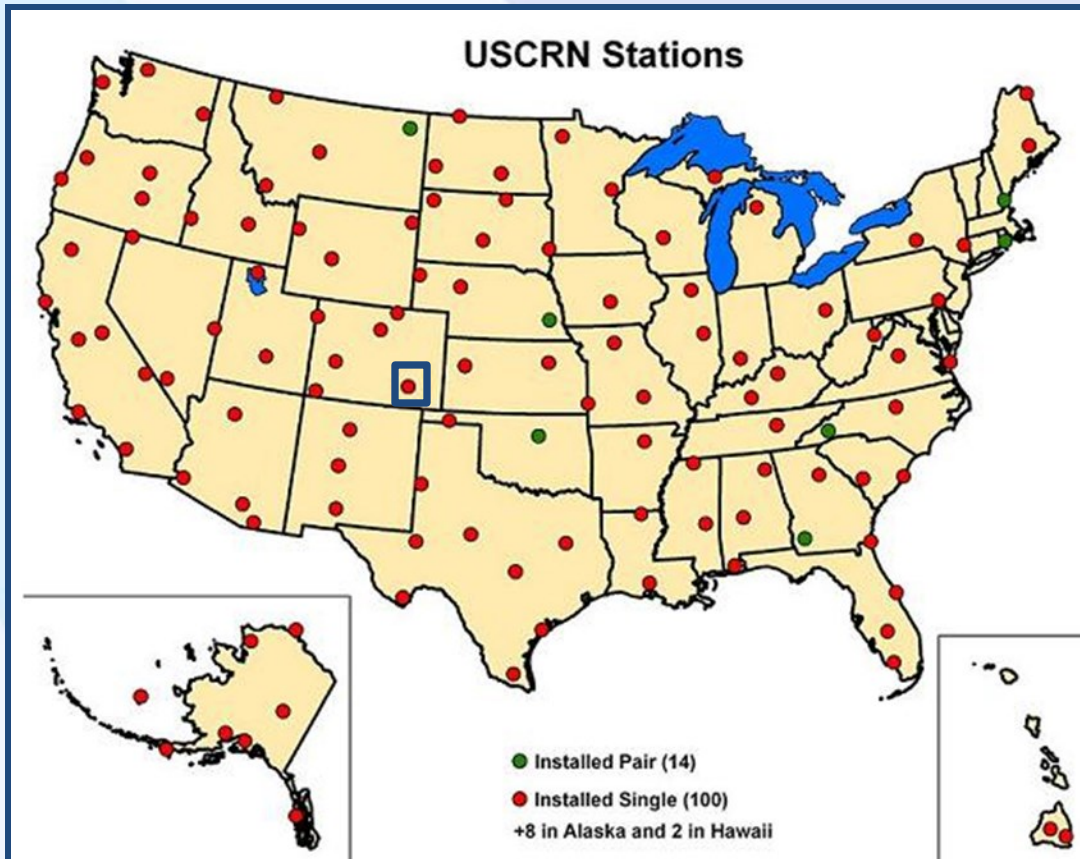 USCRN Stations
Installed Pair (14)
Installed Single (100)
+8 in Alaska and 2 in Hawaii